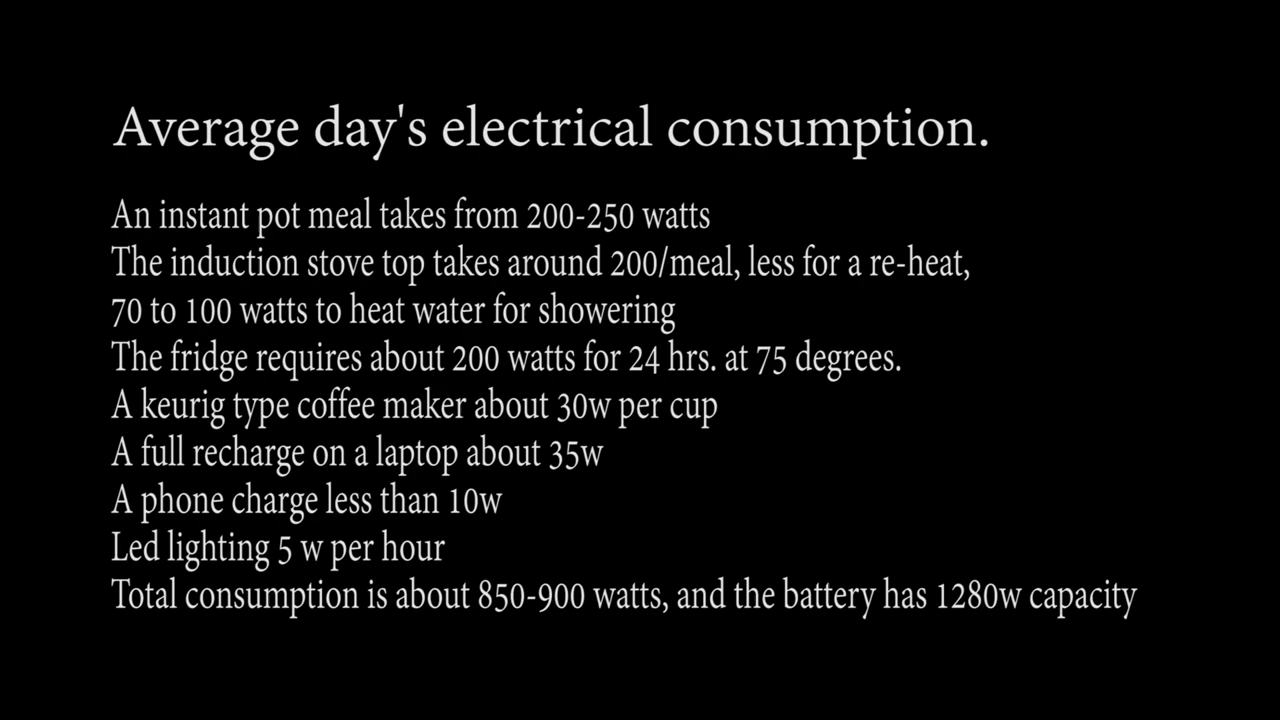 Average day's electrical consumption.
An instant pot meal takes from 200-250 watts
The induction stove top takes around 200/meal, less for a re-heat,
70 to 100 watts to heat water for showering
The fridge requires about 200 watts for 24 hrs. at 75 degrees.
A keurig type coffee maker about 30w per cup
A full recharge on a laptop about 35w
A phone charge less than 10w
Led lighting 5 w per hour
Total consumption is about 850-900 watts, and the battery has 1280w capacity